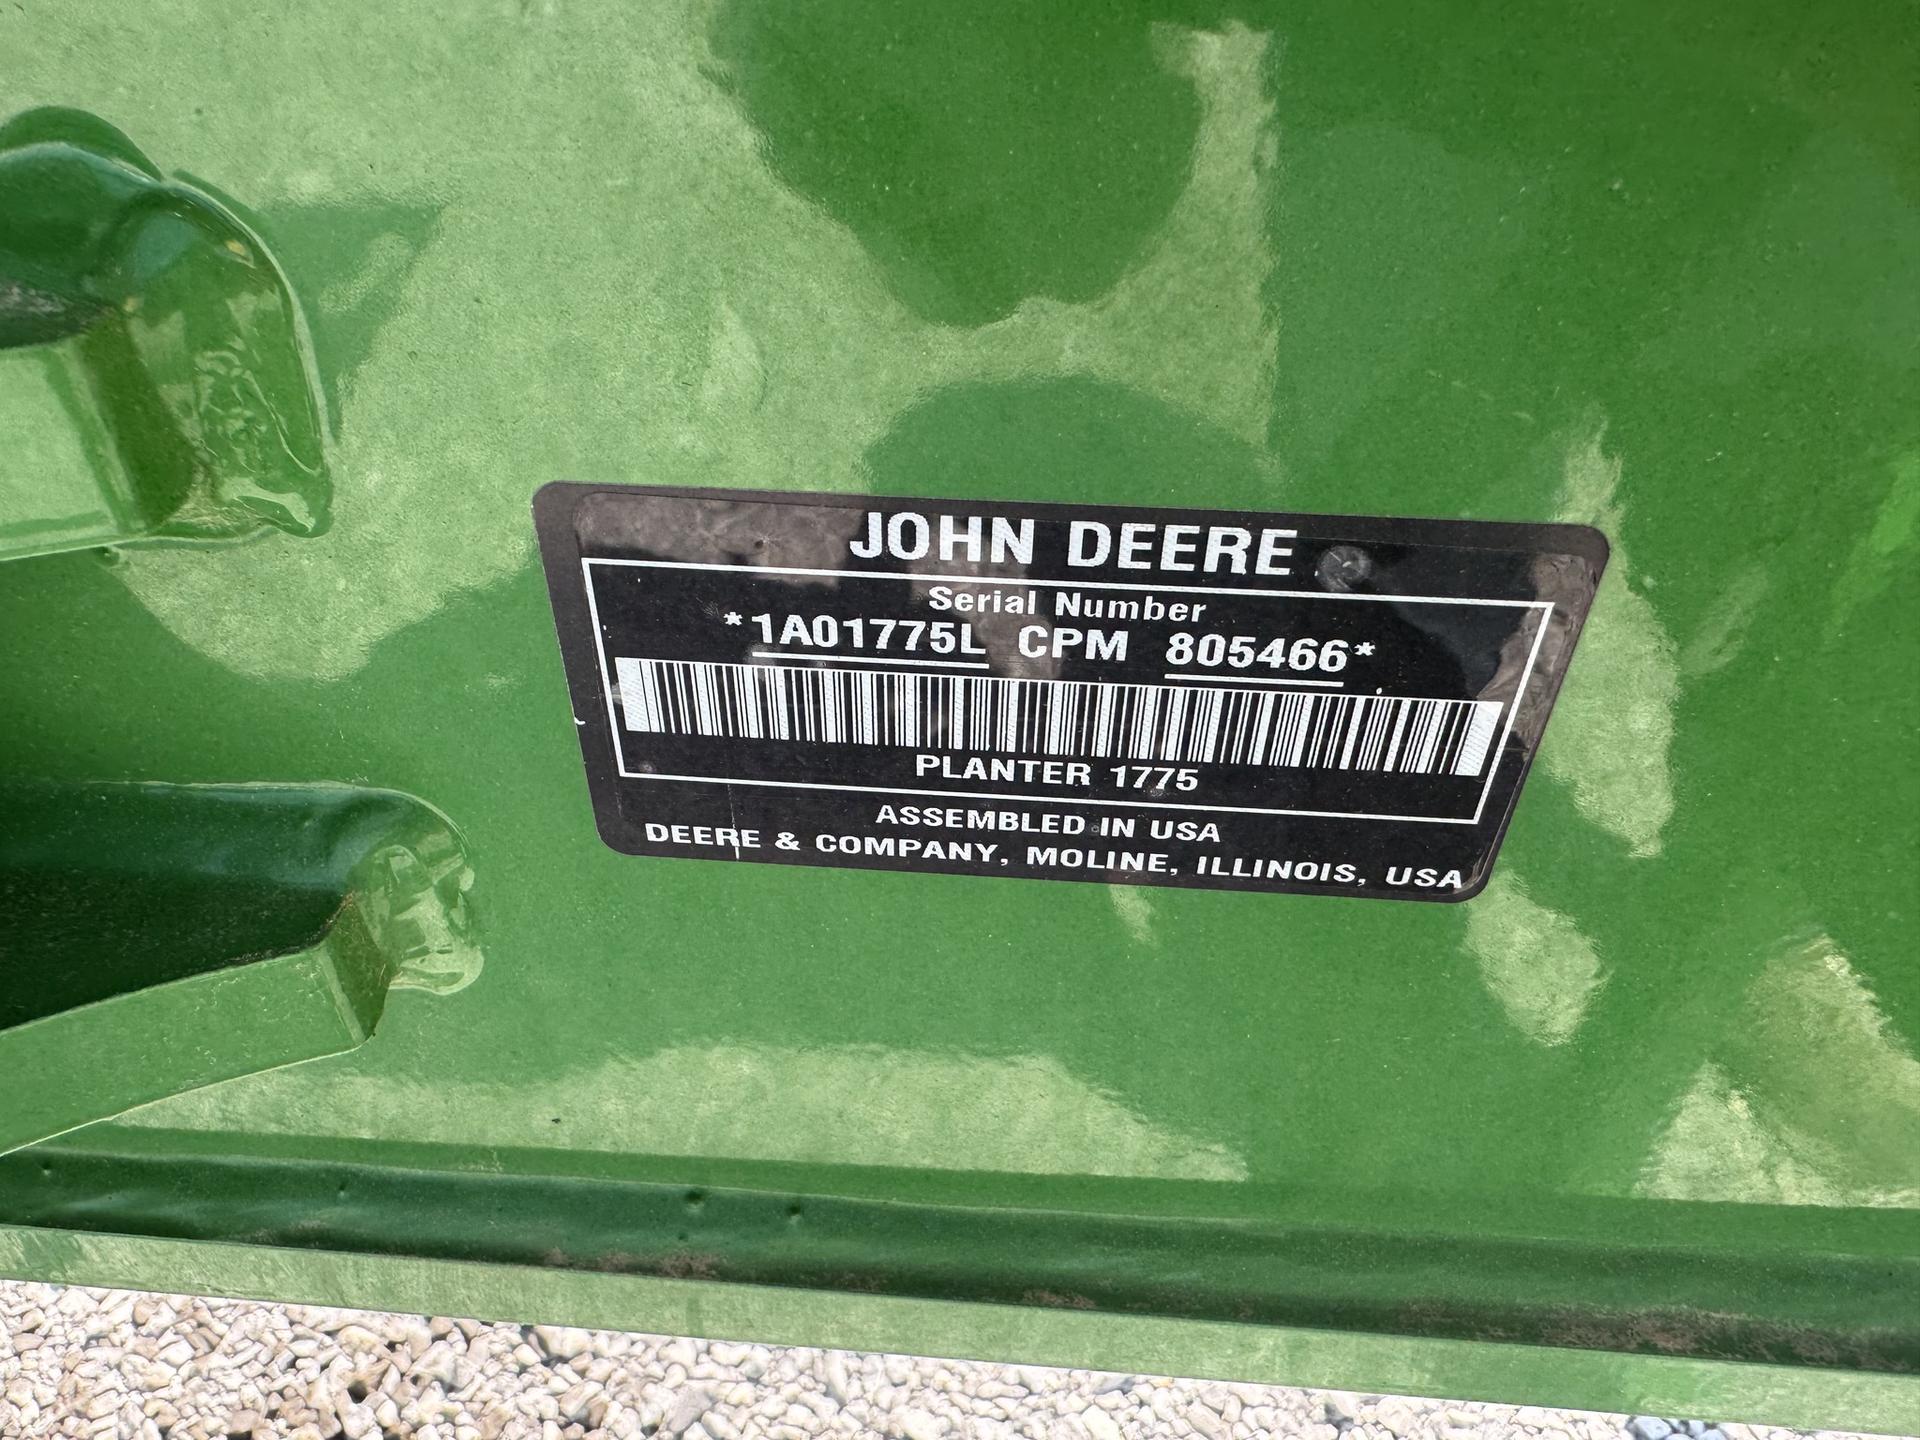 JOHN DEERE
Serial Number
*1A01775L CPM 805466*
PLANTER 1775
ASSEMBLED IN USA
DEERE & COMPANY, MOLINE, ILLINOIS, USA